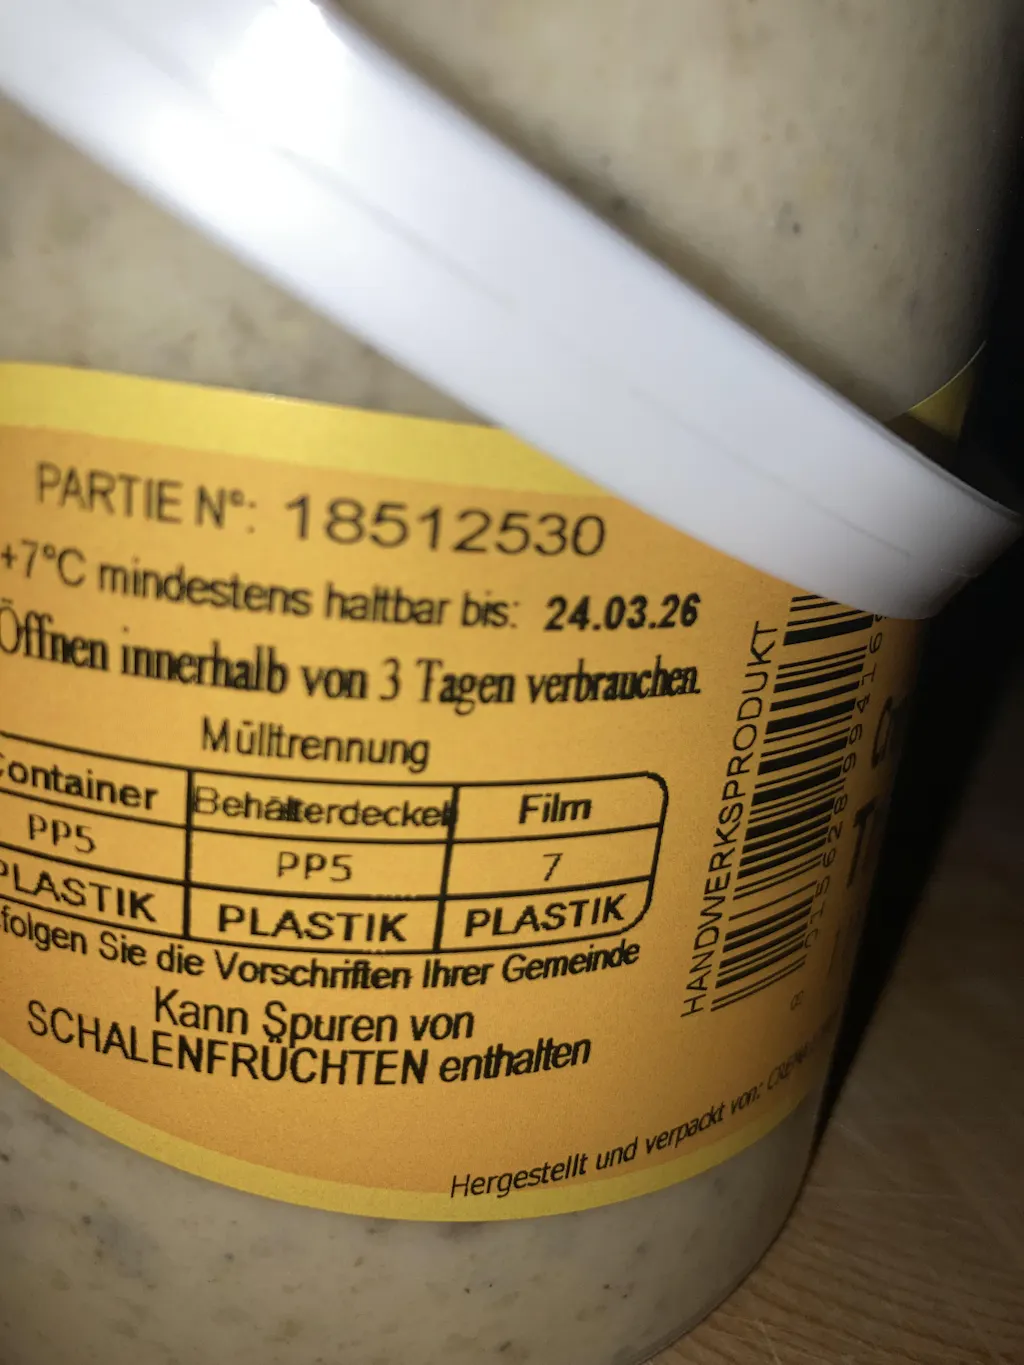 PARTIE N°: 18512530
+7°C mindestens haltbar bis: 24.03.26
Öffnen innerhalb von 3 Tagen verbrauchen.
Mülltrennung
Container Behälterdeckel Film
PP5 PP5 7
PLASTIK PLASTIK PLASTIK
folgen Sie die Vorschriften Ihrer Gemeinde
Kann Spuren von
SCHALENFRÜCHTEN enthalten
Hergestellt und verpackt von:
HANDWERKSPRODUKT